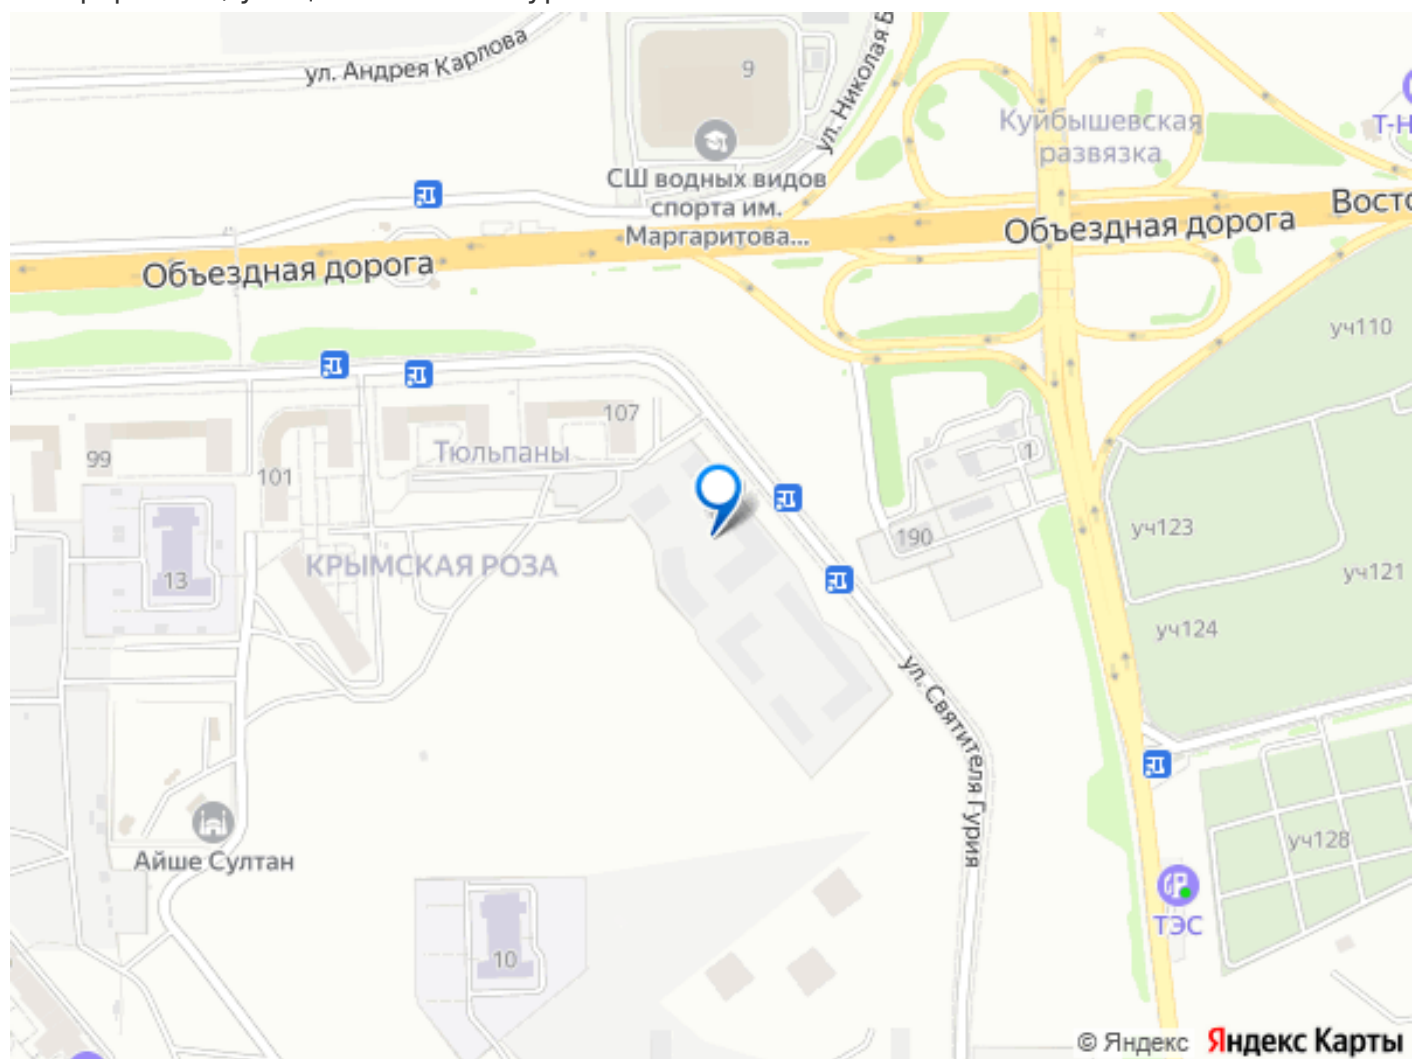 ул. Андрея Карлова
9
ул. Николая Б
Куйбышевская
развязка
Т-Н
СШ водных видов
спорта им.
Маргаритова...
Восто
Объездная дорога
Объездная дорога
уч110
107
Тюльпаны
99
101
1
уч123
190
КРЫМСКАЯ РОЗА
13
уч121
уч124
ул. Святителя Гурия
уч128
Айше Султан
ТЭС
10
© Яндекс Яндекс Карты